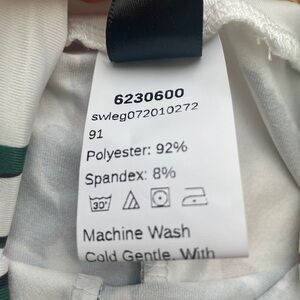 6230600
swleg072010272
91
Polyester: 92%
Spandex: 8%
30°
Machine Wash
Cold Gentle, With